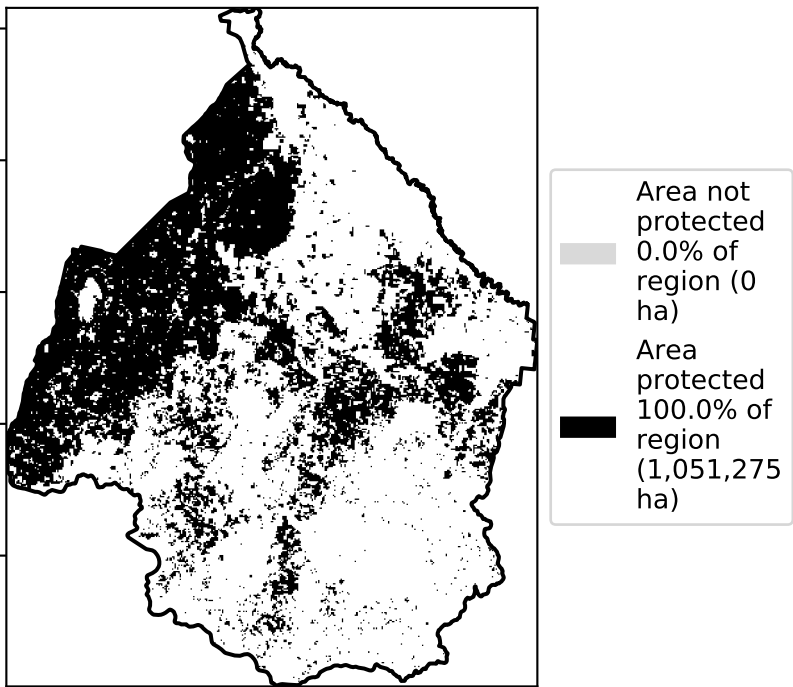 Area not
protected
0.0% of
region (0
ha)
Area
protected
100.0% of
region
(1,051,275
ha)